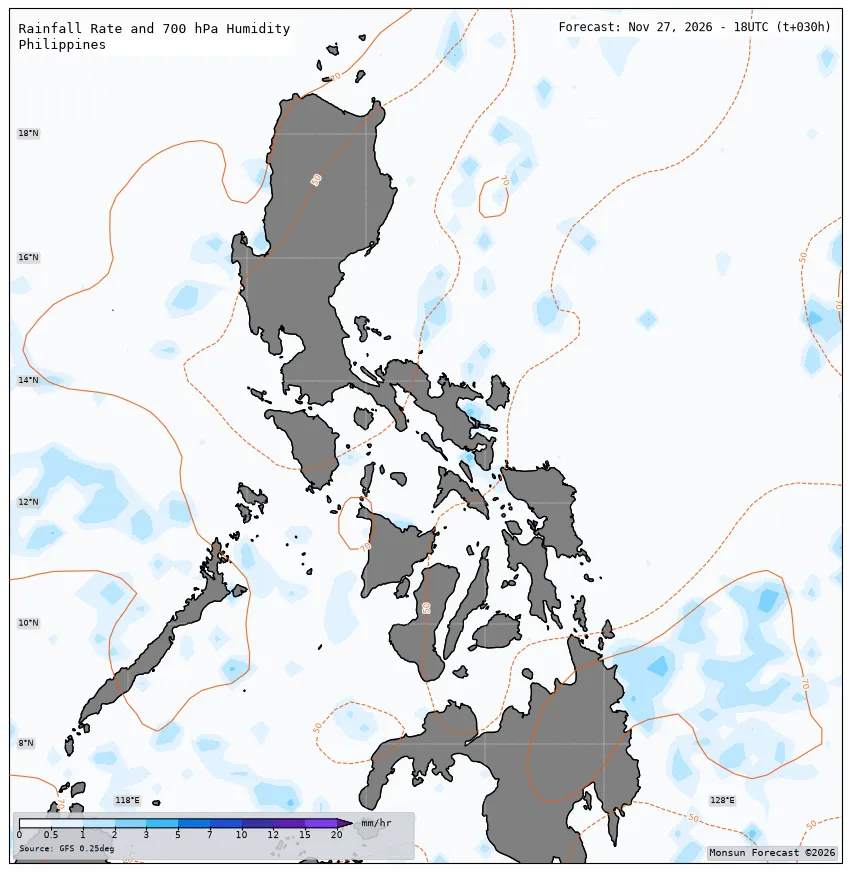 Rainfall Rate and 700 hPa Humidity
Philippines
Forecast: Nov 27, 2026 - 18UTC (t+030h)
70
18°N
50
70
16°N
50
70
14°N
12°N
70
10°N
50
70
50
8°N
70
118°E
128°E
50
50
mm/hr
0 0.5 1 2 3 5 7 10 12 15 20
Source: GFS 0.25deg
Monsun Forecast ©2026